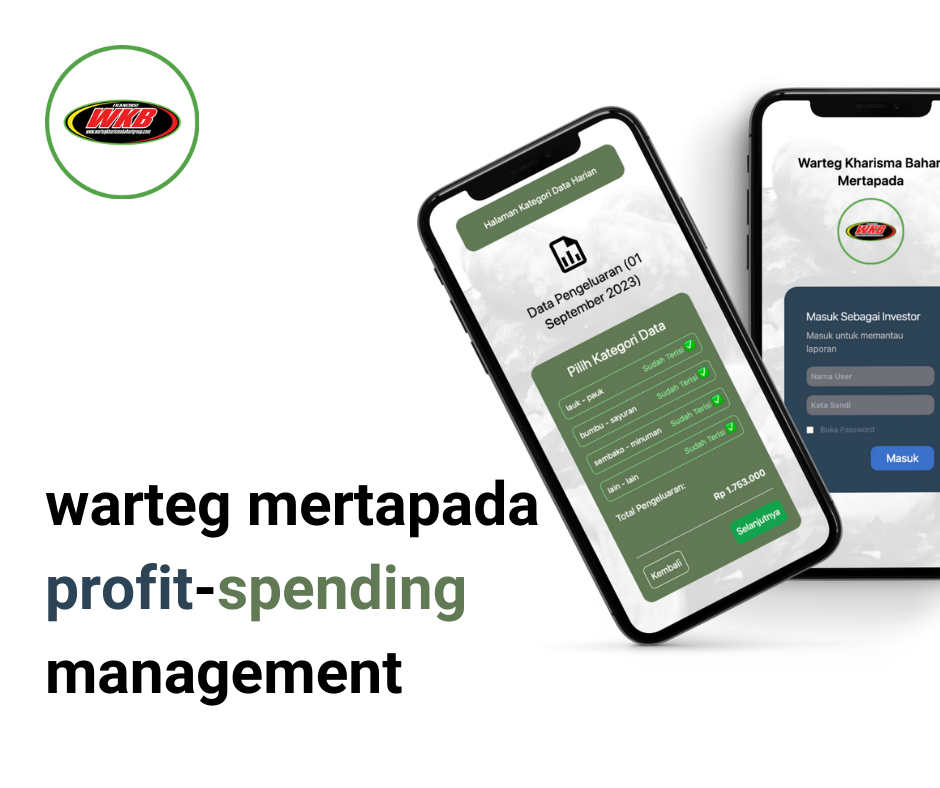 FRANCHISE
WKB
www.wartegkharismabaharigroup.com
warteg mertapada
profit-spending
management
Halaman Kategori Data Harian
Data Pengeluaran (01
September 2023)
Pilih Kategori Data
lauk - pauk Sudah Terisi
bumbu - sayuran Sudah Terisi
sembako - minuman Sudah Terisi
lain - lain Sudah Terisi
Total Pengeluaran:
Rp 1.753.000
Selanjutnya
Kembali
Warteg Kharisma Bahar
Mertapada
WKB
Masuk Sebagai Investor
Masuk untuk memantau
laporan
Nama User
Kata Sandi
Buka Password
Masuk